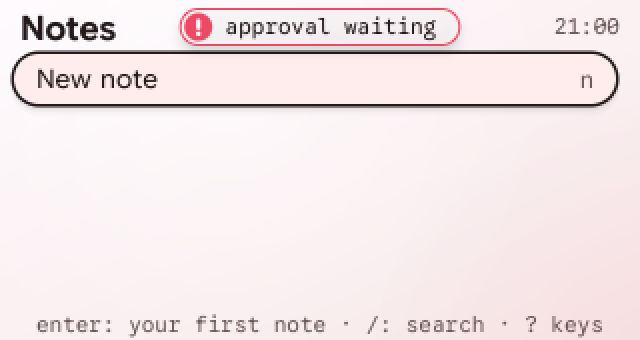 Notes
! approval waiting
21:00
New note
n
enter: your first note · /: search · ? keys